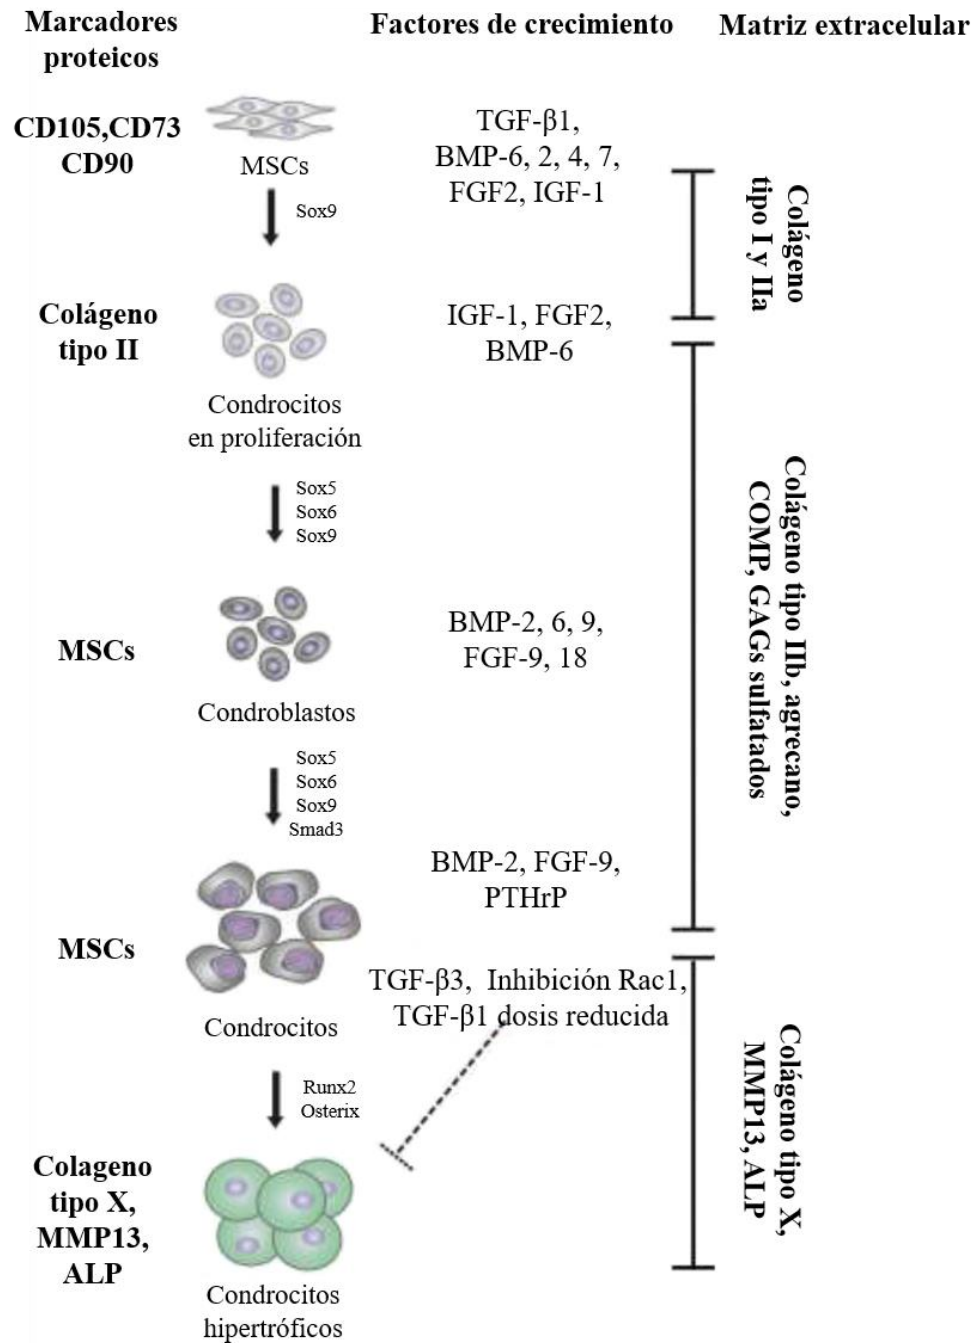 Marcadores
proteicos
Factores de crecimiento
Matriz extracelular
CD105,CD73
CD90
MSCs
TGF-β1,
BMP-6, 2, 4, 7,
FGF2, IGF-1
Colágeno
tipo I y IIa
Sox9
Colágeno
tipo II
Condrocitos
en proliferación
IGF-1, FGF2,
BMP-6
Colágeno tipo IIb, agrecano,
COMP, GAGs sulfatados
Sox5
Sox6
Sox9
MSCs
Condroblastos
BMP-2, 6, 9,
FGF-9, 18
Sox5
Sox6
Sox9
Smad3
MSCs
Condrocitos
BMP-2, FGF-9,
PTHrP
TGF-β3, Inhibición Rac1,
TGF-β1 dosis reducida
Colágeno tipo X,
MMP13, ALP
Runx2
Osterix
Colageno
tipo X,
MMP13,
ALP
Condrocitos
hipertróficos